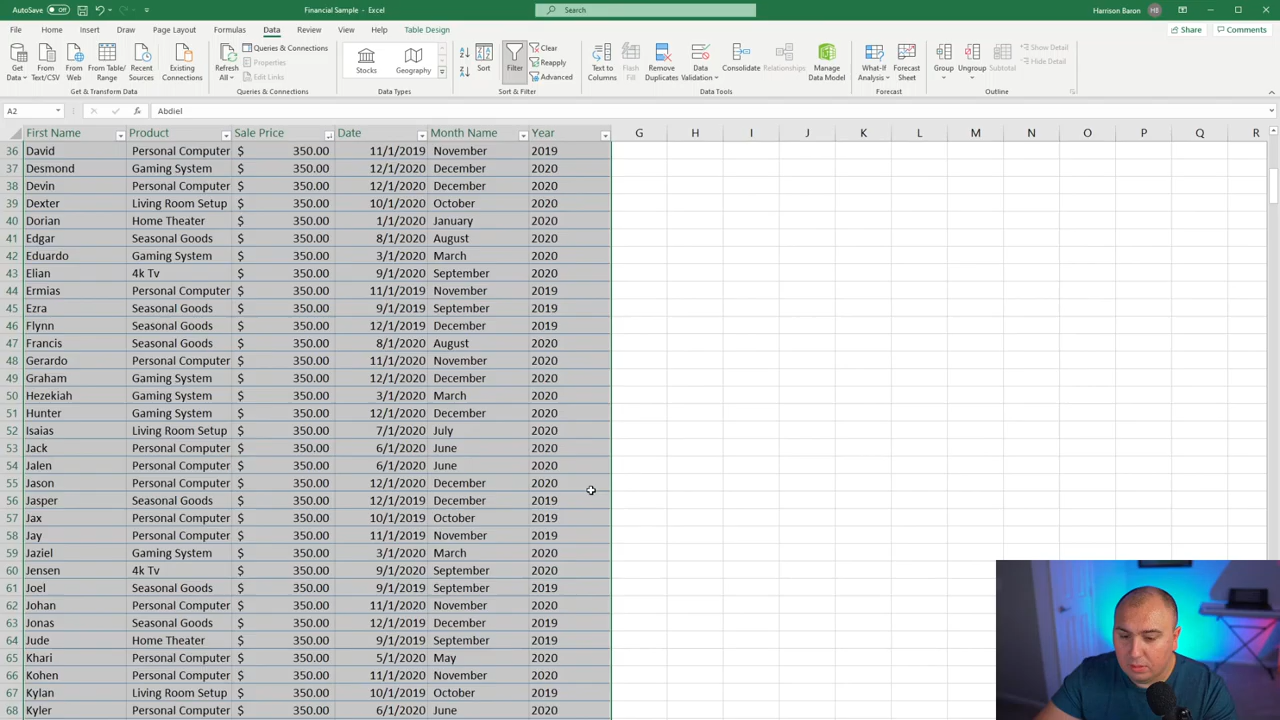 AutoSave Off Financial Sample - Excel Search Harrison Baron HB
File Home Insert Draw Page Layout Formulas Data Review View Help Table Design Share Comments
Get Data From Text/CSV From Web From Table/ Range Recent Sources Existing Connections Refresh All Queries & Connections Properties Edit Links Stocks Geography Sort Filter Clear Reapply Advanced Text to Columns Flash Fill Remove Duplicates Data Validation Consolidate Relationships Manage Data Model What-If Analysis Forecast Sheet Group Ungroup Subtotal Show Detail Hide Detail
Get & Transform Data Queries & Connections Data Types Sort & Filter Data Tools Forecast Outline
A2 fx Abdiel
First Name Product Sale Price Date Month Name Year G H I J K L M N O P Q R
36 David Personal Computer $ 350.00 11/1/2019 November 2019
37 Desmond Gaming System $ 350.00 12/1/2020 December 2020
38 Devin Personal Computer $ 350.00 12/1/2020 December 2020
39 Dexter Living Room Setup $ 350.00 10/1/2020 October 2020
40 Dorian Home Theater $ 350.00 1/1/2020 January 2020
41 Edgar Seasonal Goods $ 350.00 8/1/2020 August 2020
42 Eduardo Gaming System $ 350.00 3/1/2020 March 2020
43 Elian 4k Tv $ 350.00 9/1/2020 September 2020
44 Ermias Personal Computer $ 350.00 11/1/2019 November 2019
45 Ezra Seasonal Goods $ 350.00 9/1/2019 September 2019
46 Flynn Seasonal Goods $ 350.00 12/1/2019 December 2019
47 Francis Seasonal Goods $ 350.00 8/1/2020 August 2020
48 Gerardo Personal Computer $ 350.00 11/1/2020 November 2020
49 Graham Gaming System $ 350.00 12/1/2020 December 2020
50 Hezekiah Gaming System $ 350.00 3/1/2020 March 2020
51 Hunter Gaming System $ 350.00 12/1/2020 December 2020
52 Isaias Living Room Setup $ 350.00 7/1/2020 July 2020
53 Jack Personal Computer $ 350.00 6/1/2020 June 2020
54 Jalen Personal Computer $ 350.00 6/1/2020 June 2020
55 Jason Personal Computer $ 350.00 12/1/2020 December 2020
56 Jasper Seasonal Goods $ 350.00 12/1/2019 December 2019
57 Jax Personal Computer $ 350.00 10/1/2019 October 2019
58 Jay Personal Computer $ 350.00 11/1/2019 November 2019
59 Jaziel Gaming System $ 350.00 3/1/2020 March 2020
60 Jensen 4k Tv $ 350.00 9/1/2020 September 2020
61 Joel Seasonal Goods $ 350.00 9/1/2019 September 2019
62 Johan Personal Computer $ 350.00 11/1/2020 November 2020
63 Jonas Seasonal Goods $ 350.00 12/1/2019 December 2019
64 Jude Home Theater $ 350.00 9/1/2019 September 2019
65 Khari Personal Computer $ 350.00 5/1/2020 May 2020
66 Kohen Personal Computer $ 350.00 11/1/2020 November 2020
67 Kylan Living Room Setup $ 350.00 10/1/2019 October 2019
68 Kyler Personal Computer $ 350.00 6/1/2020 June 2020